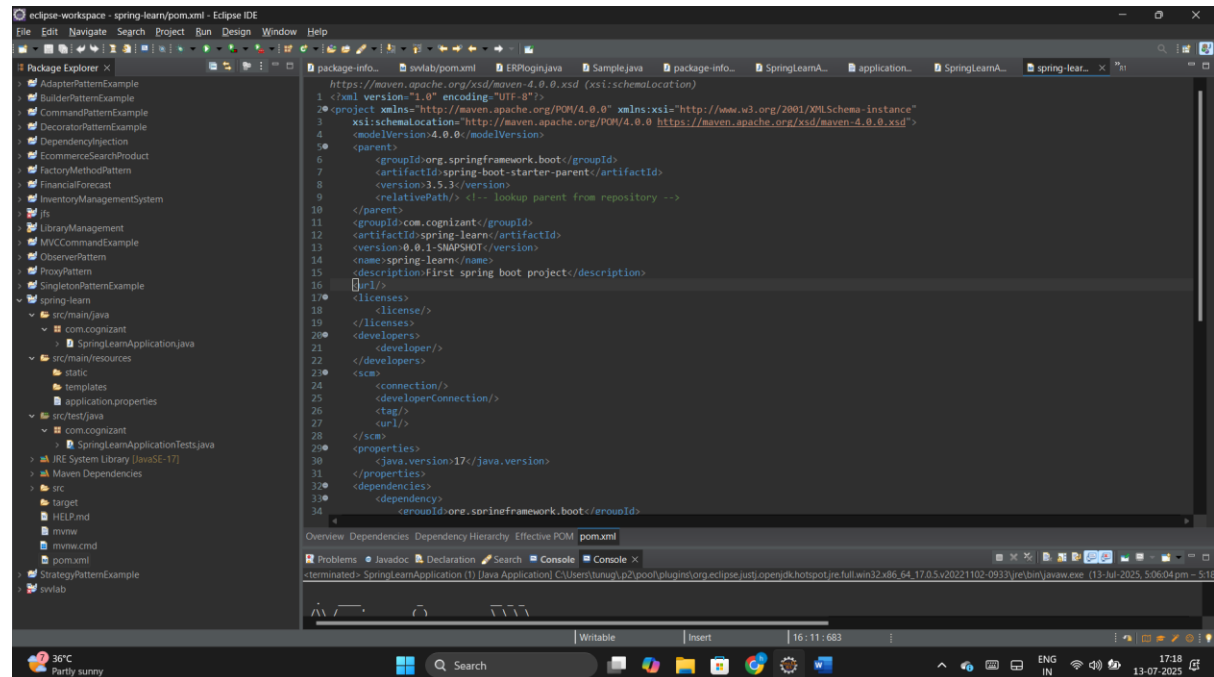 eclipse-workspace - spring-learn/pom.xml - Eclipse IDE
File Edit Navigate Search Project Run Design Window Help
Package Explorer
AdapterPatternExample
BuilderPatternExample
CommandPatternExample
DecoratorPatternExample
DependencyInjection
EcommerceSearchProduct
FactoryMethodPattern
FinancialForecast
InventoryManagementSystem
jfs
LibraryManagement
MVCCommandExample
ObserverPattern
ProxyPattern
SingletonPatternExample
spring-learn
src/main/java
com.cognizant
SpringLearnApplication.java
src/main/resources
static
templates
application.properties
src/test/java
com.cognizant
SpringLearnApplicationTests.java
JRE System Library [JavaSE-17]
Maven Dependencies
src
target
HELP.md
mvnw
mvnw.cmd
pom.xml
StrategyPatternExample
svvlab
package-info... svvlab/pom.xml ERPlogin.java Sample.java package-info... SpringLearnA... application... SpringLearnA... spring-lear...
https://maven.apache.org/xsd/maven-4.0.0.xsd (xsi:schemaLocation)
1 <?xml version="1.0" encoding="UTF-8"?>
2 <project xmlns="http://maven.apache.org/POM/4.0.0" xmlns:xsi="http://www.w3.org/2001/XMLSchema-instance"
3 xsi:schemaLocation="http://maven.apache.org/POM/4.0.0 https://maven.apache.org/xsd/maven-4.0.0.xsd">
4 <modelVersion>4.0.0</modelVersion>
5 <parent>
6 <groupId>org.springframework.boot</groupId>
7 <artifactId>spring-boot-starter-parent</artifactId>
8 <version>3.5.3</version>
9 <relativePath/> <!-- lookup parent from repository -->
10 </parent>
11 <groupId>com.cognizant</groupId>
12 <artifactId>spring-learn</artifactId>
13 <version>0.0.1-SNAPSHOT</version>
14 <name>spring-learn</name>
15 <description>First spring boot project</description>
16 <url/>
17 <licenses>
18 <license/>
19 </licenses>
20 <developers>
21 <developer/>
22 </developers>
23 <scm>
24 <connection/>
25 <developerConnection/>
26 <tag/>
27 <url/>
28 </scm>
29 <properties>
30 <java.version>17</java.version>
31 </properties>
32 <dependencies>
33 <dependency>
34 <groupId>org.springframework.boot</groupId>
Overview Dependencies Dependency Hierarchy Effective POM pom.xml
Problems Javadoc Declaration Search Console Console
<terminated> SpringLearnApplication (1) [Java Application] C:\Users\tunug\.p2\pool\plugins\org.eclipse.justj.openjdk.hotspot.jre.full.win32.x86_64_17.0.5.v20221102-0933\jre\bin\javaw.exe (13-Jul-2025, 5:06:04 pm – 5:18
Writable Insert 16 : 11 : 683
36°C
Partly sunny
Search
ENG
IN
17:18
13-07-2025